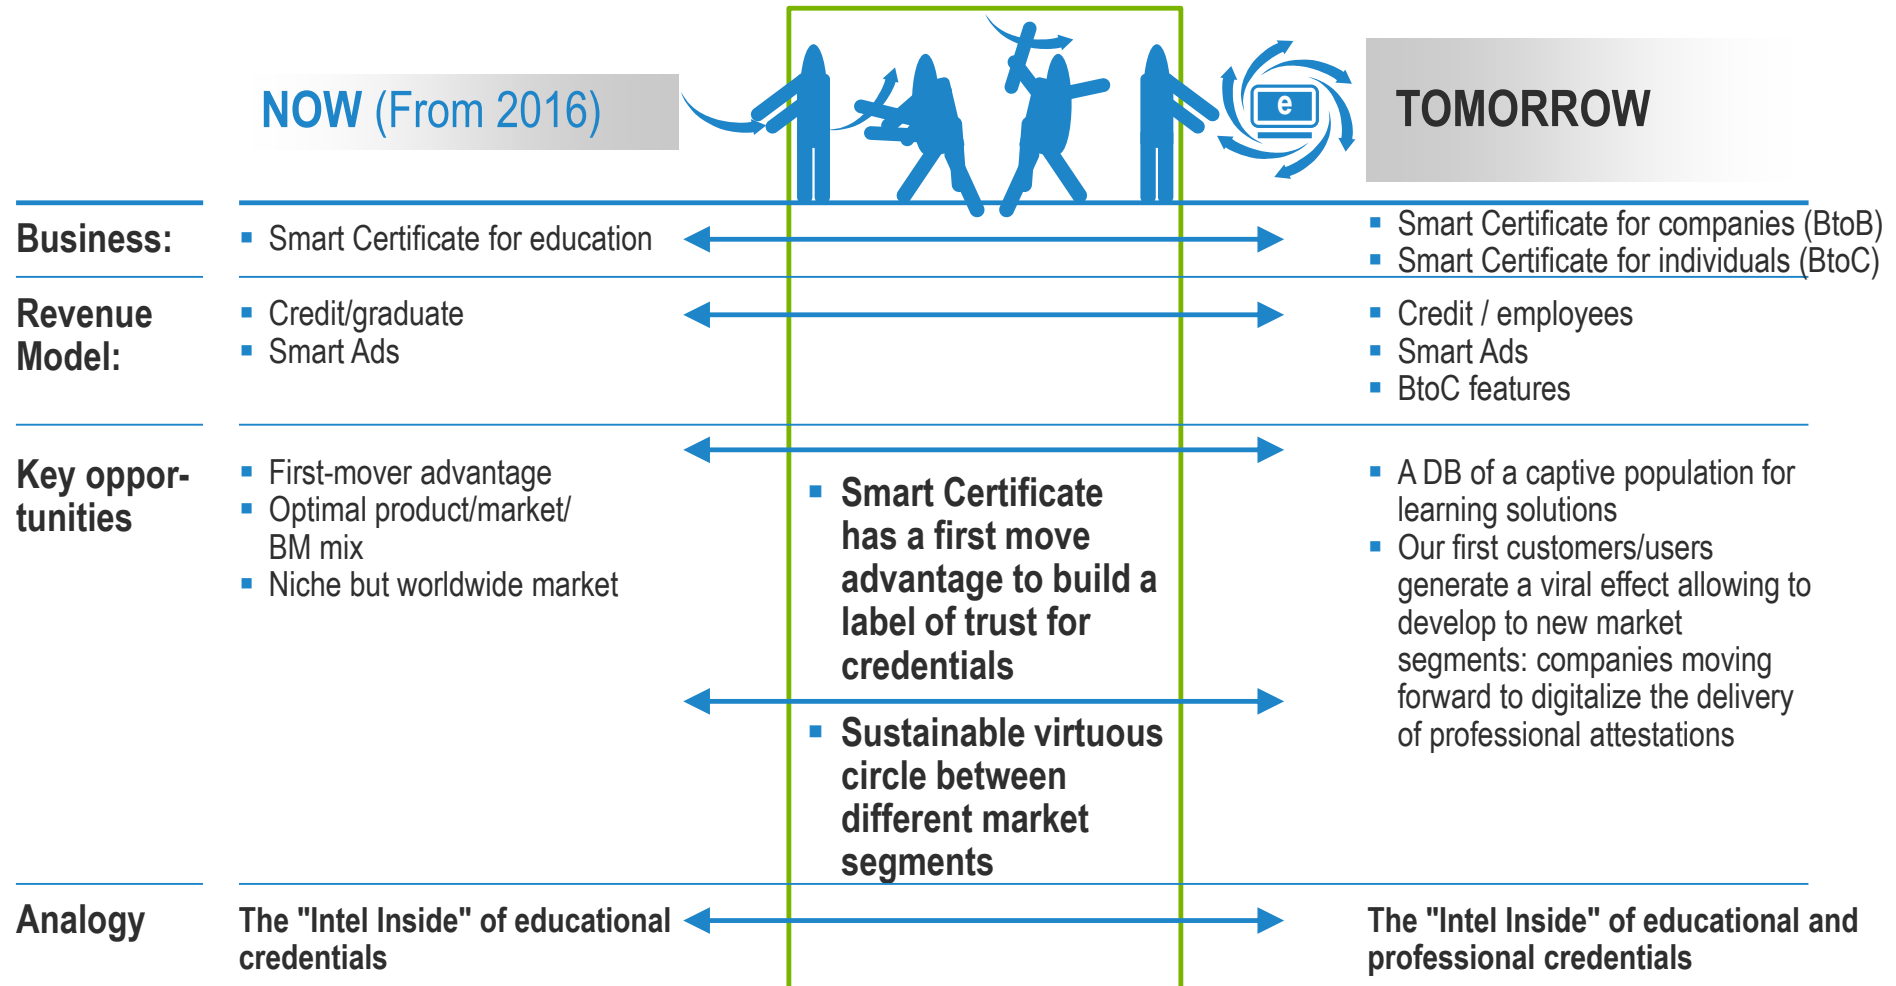 NOW (From 2016)
e
TOMORROW
Business:
▪ Smart Certificate for education
▪ Smart Certificate for companies (BtoB)
▪ Smart Certificate for individuals (BtoC)
Revenue
Model:
▪ Credit/graduate
▪ Smart Ads
▪ Credit / employees
▪ Smart Ads
▪ BtoC features
Key oppor-
tunities
▪ First-mover advantage
▪ Optimal product/market/
BM mix
▪ Niche but worldwide market
▪ Smart Certificate
has a first move
advantage to build a
label of trust for
credentials
▪ Sustainable virtuous
circle between
different market
segments
▪ A DB of a captive population for
learning solutions
▪ Our first customers/users
generate a viral effect allowing to
develop to new market
segments: companies moving
forward to digitalize the delivery
of professional attestations
Analogy
The "Intel Inside" of educational
credentials
The "Intel Inside" of educational and
professional credentials